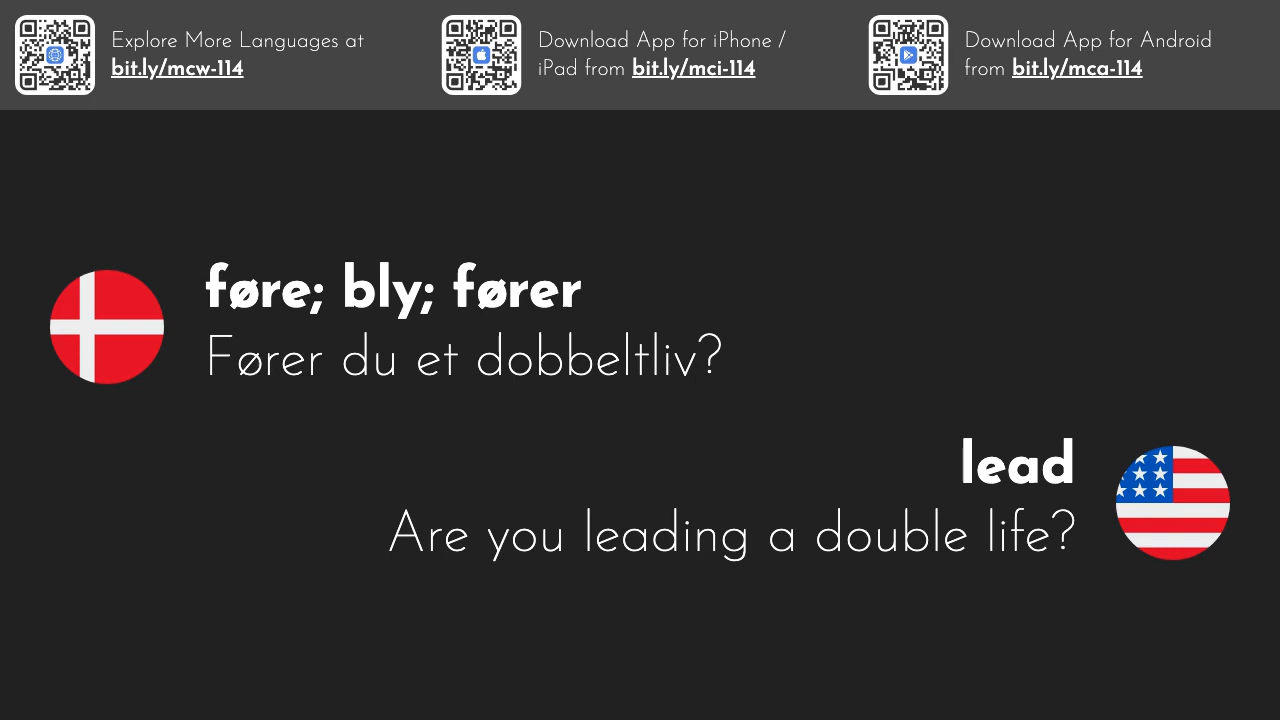 Explore More Languages at
bit.ly/mcw-114
Download App for iPhone /
iPad from bit.ly/mci-114
Download App for Android
from bit.ly/mca-114
føre; bly; fører
Fører du et dobbeltliv?
lead
Are you leading a double life?